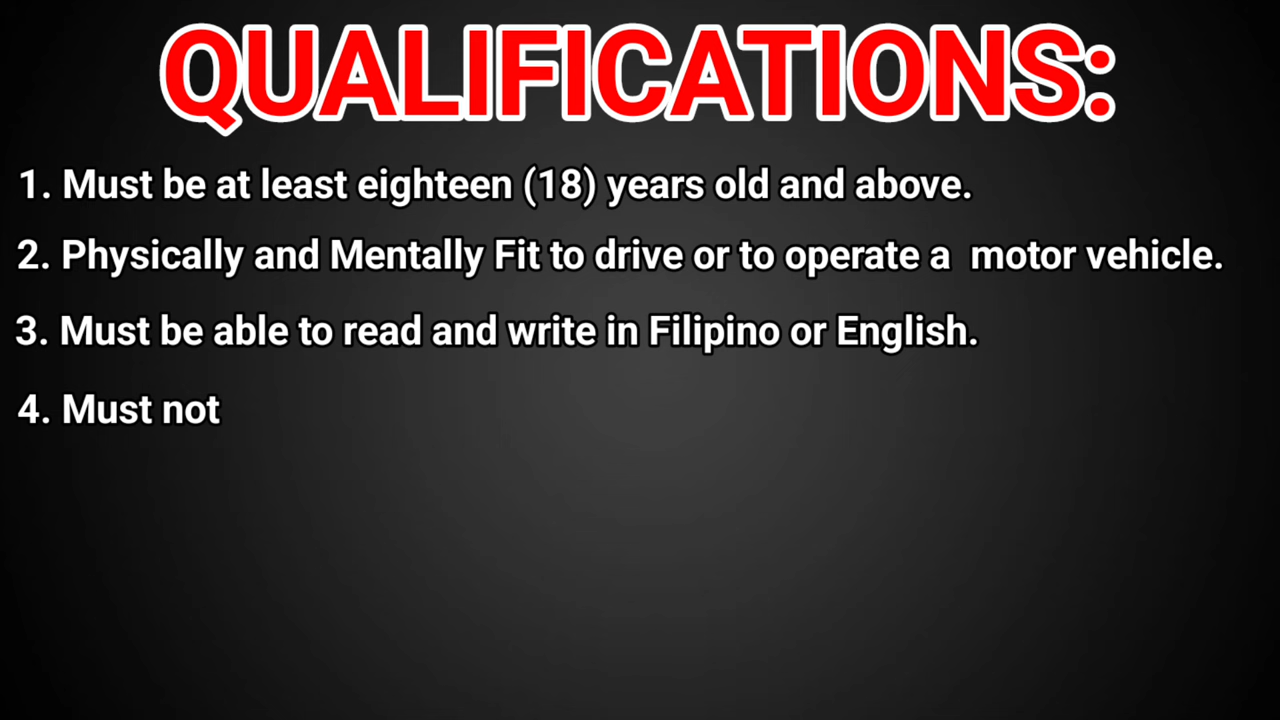 QUALIFICATIONS:
1. Must be at least eighteen (18) years old and above.
2. Physically and Mentally Fit to drive or to operate a  motor vehicle.
3. Must be able to read and write in Filipino or English.
4. Must not